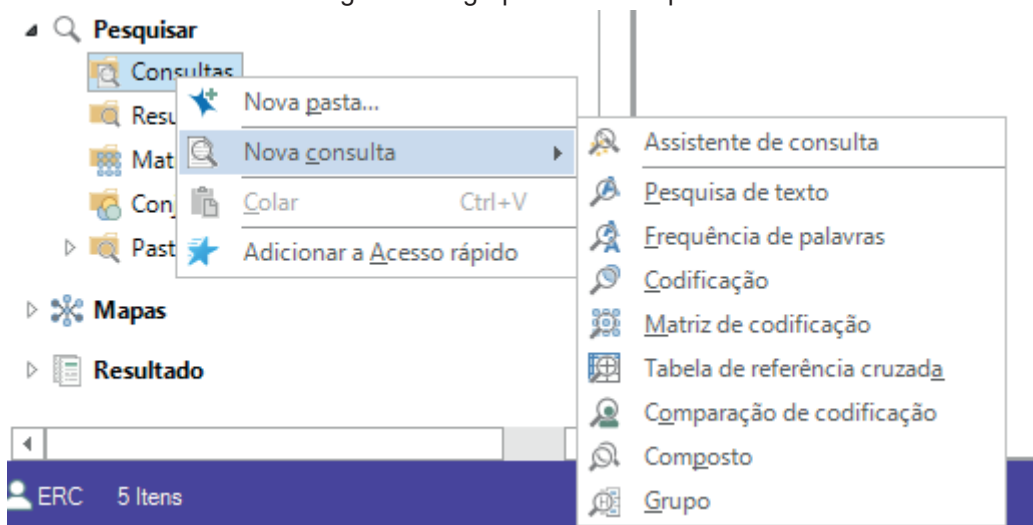 Pesquisar
Consultas
Nova pasta...
Resu
Nova consulta
Assistente de consulta
Mat
Pesquisa de texto
Conj
Colar Ctrl+V
Frequência de palavras
Past
Adicionar a Acesso rápido
Codificação
Mapas
Matriz de codificação
Resultado
Tabela de referência cruzada
Comparação de codificação
Composto
ERC 5 Itens
Grupo